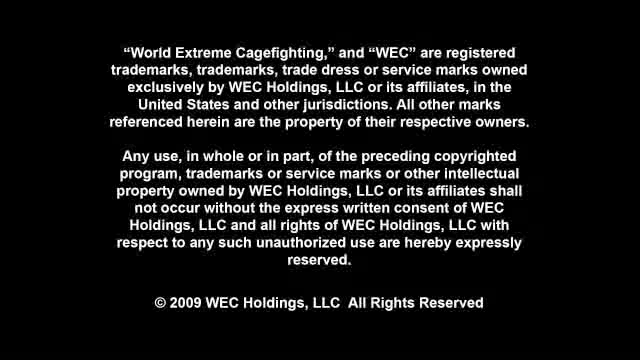 “World Extreme Cagefighting,” and “WEC” are registered
trademarks, trademarks, trade dress or service marks owned
exclusively by WEC Holdings, LLC or its affiliates, in the
United States and other jurisdictions. All other marks
referenced herein are the property of their respective owners.
Any use, in whole or in part, of the preceding copyrighted
program, trademarks or service marks or other intellectual
property owned by WEC Holdings, LLC or its affiliates shall
not occur without the express written consent of WEC
Holdings, LLC and all rights of WEC Holdings, LLC with
respect to any such unauthorized use are hereby expressly
reserved.
© 2009 WEC Holdings, LLC  All Rights Reserved